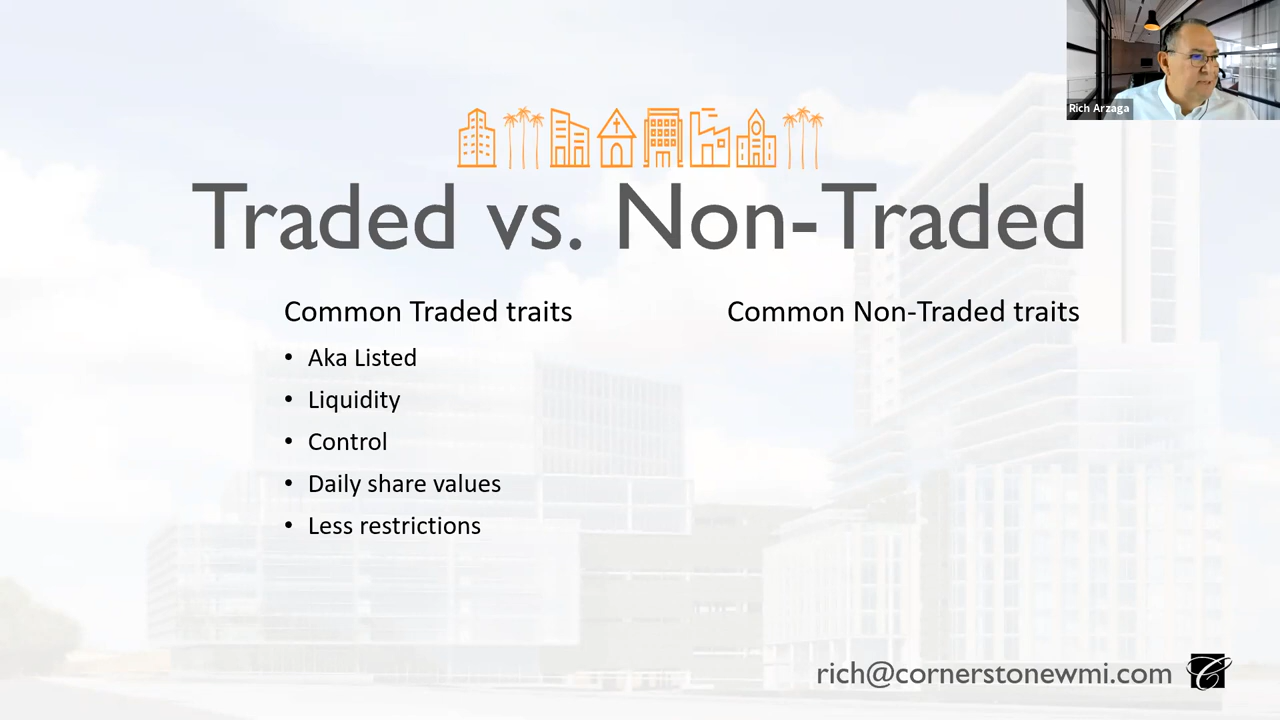 Rich Arzaga
Traded vs. Non-Traded
Common Traded traits
• Aka Listed
• Liquidity
• Control
• Daily share values
• Less restrictions
Common Non-Traded traits
rich@cornerstonewmi.com